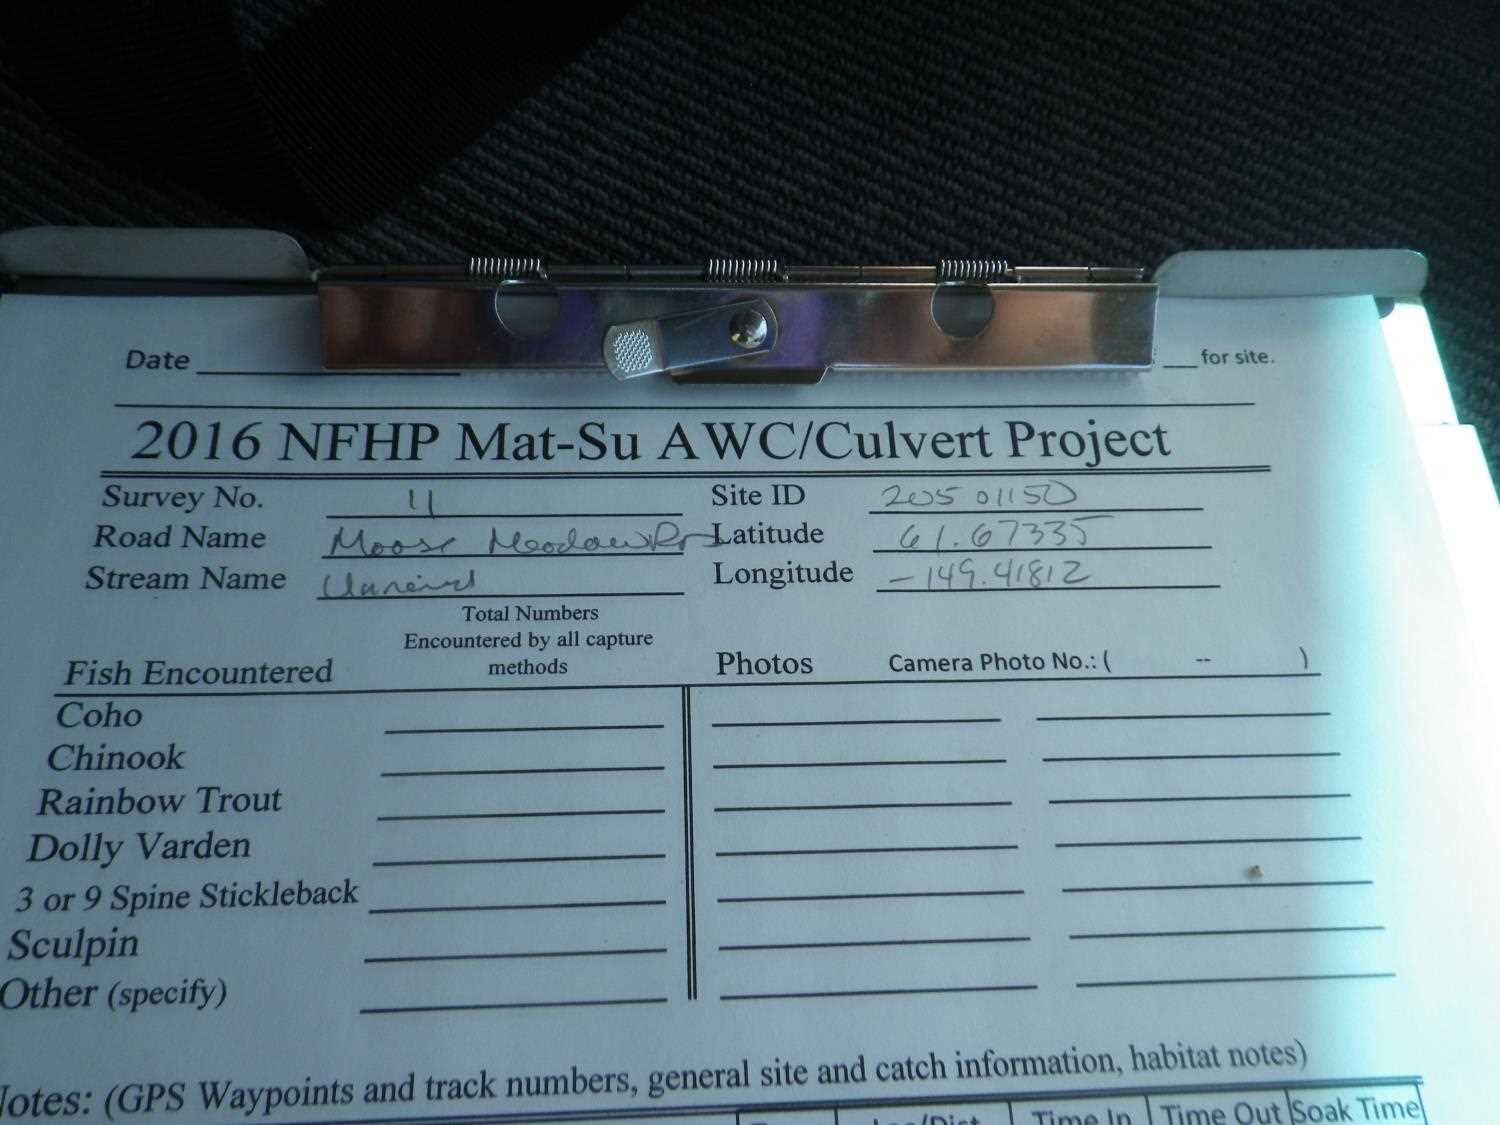 Date ___ for site.
2016 NFHP Mat-Su AWC/Culvert Project
Survey No. 11 Site ID 20501150
Road Name Moose Meadows Latitude 61.67335
Stream Name Longitude -149.41812
Total Numbers
Encountered by all capture
methods
Fish Encountered Photos Camera Photo No.: ( -- )
Coho
Chinook
Rainbow Trout
Dolly Varden
3 or 9 Spine Stickleback
Sculpin
Other (specify)
Notes: (GPS Waypoints and track numbers, general site and catch information, habitat notes)
Time In Time Out Soak Time